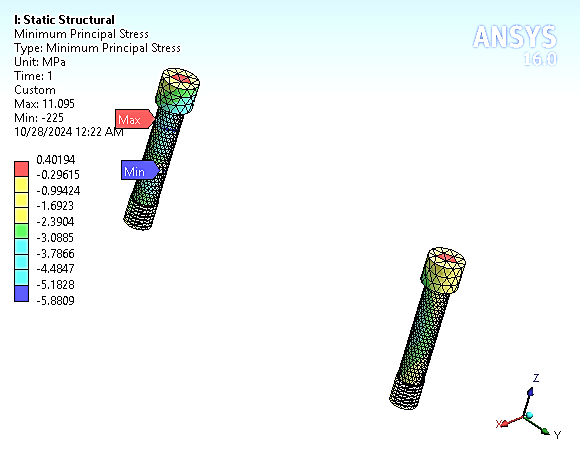 I: Static Structural
Minimum Principal Stress
Type: Minimum Principal Stress
Unit: MPa
Time: 1
Custom
Max: 11.095
Min: -225
10/28/2024 12:22 AM
ANSYS
16.0
Max
Min
0.40194
-0.29615
-0.99424
-1.6923
-2.3904
-3.0885
-3.7866
-4.4847
-5.1828
-5.8809
Z
X
Y